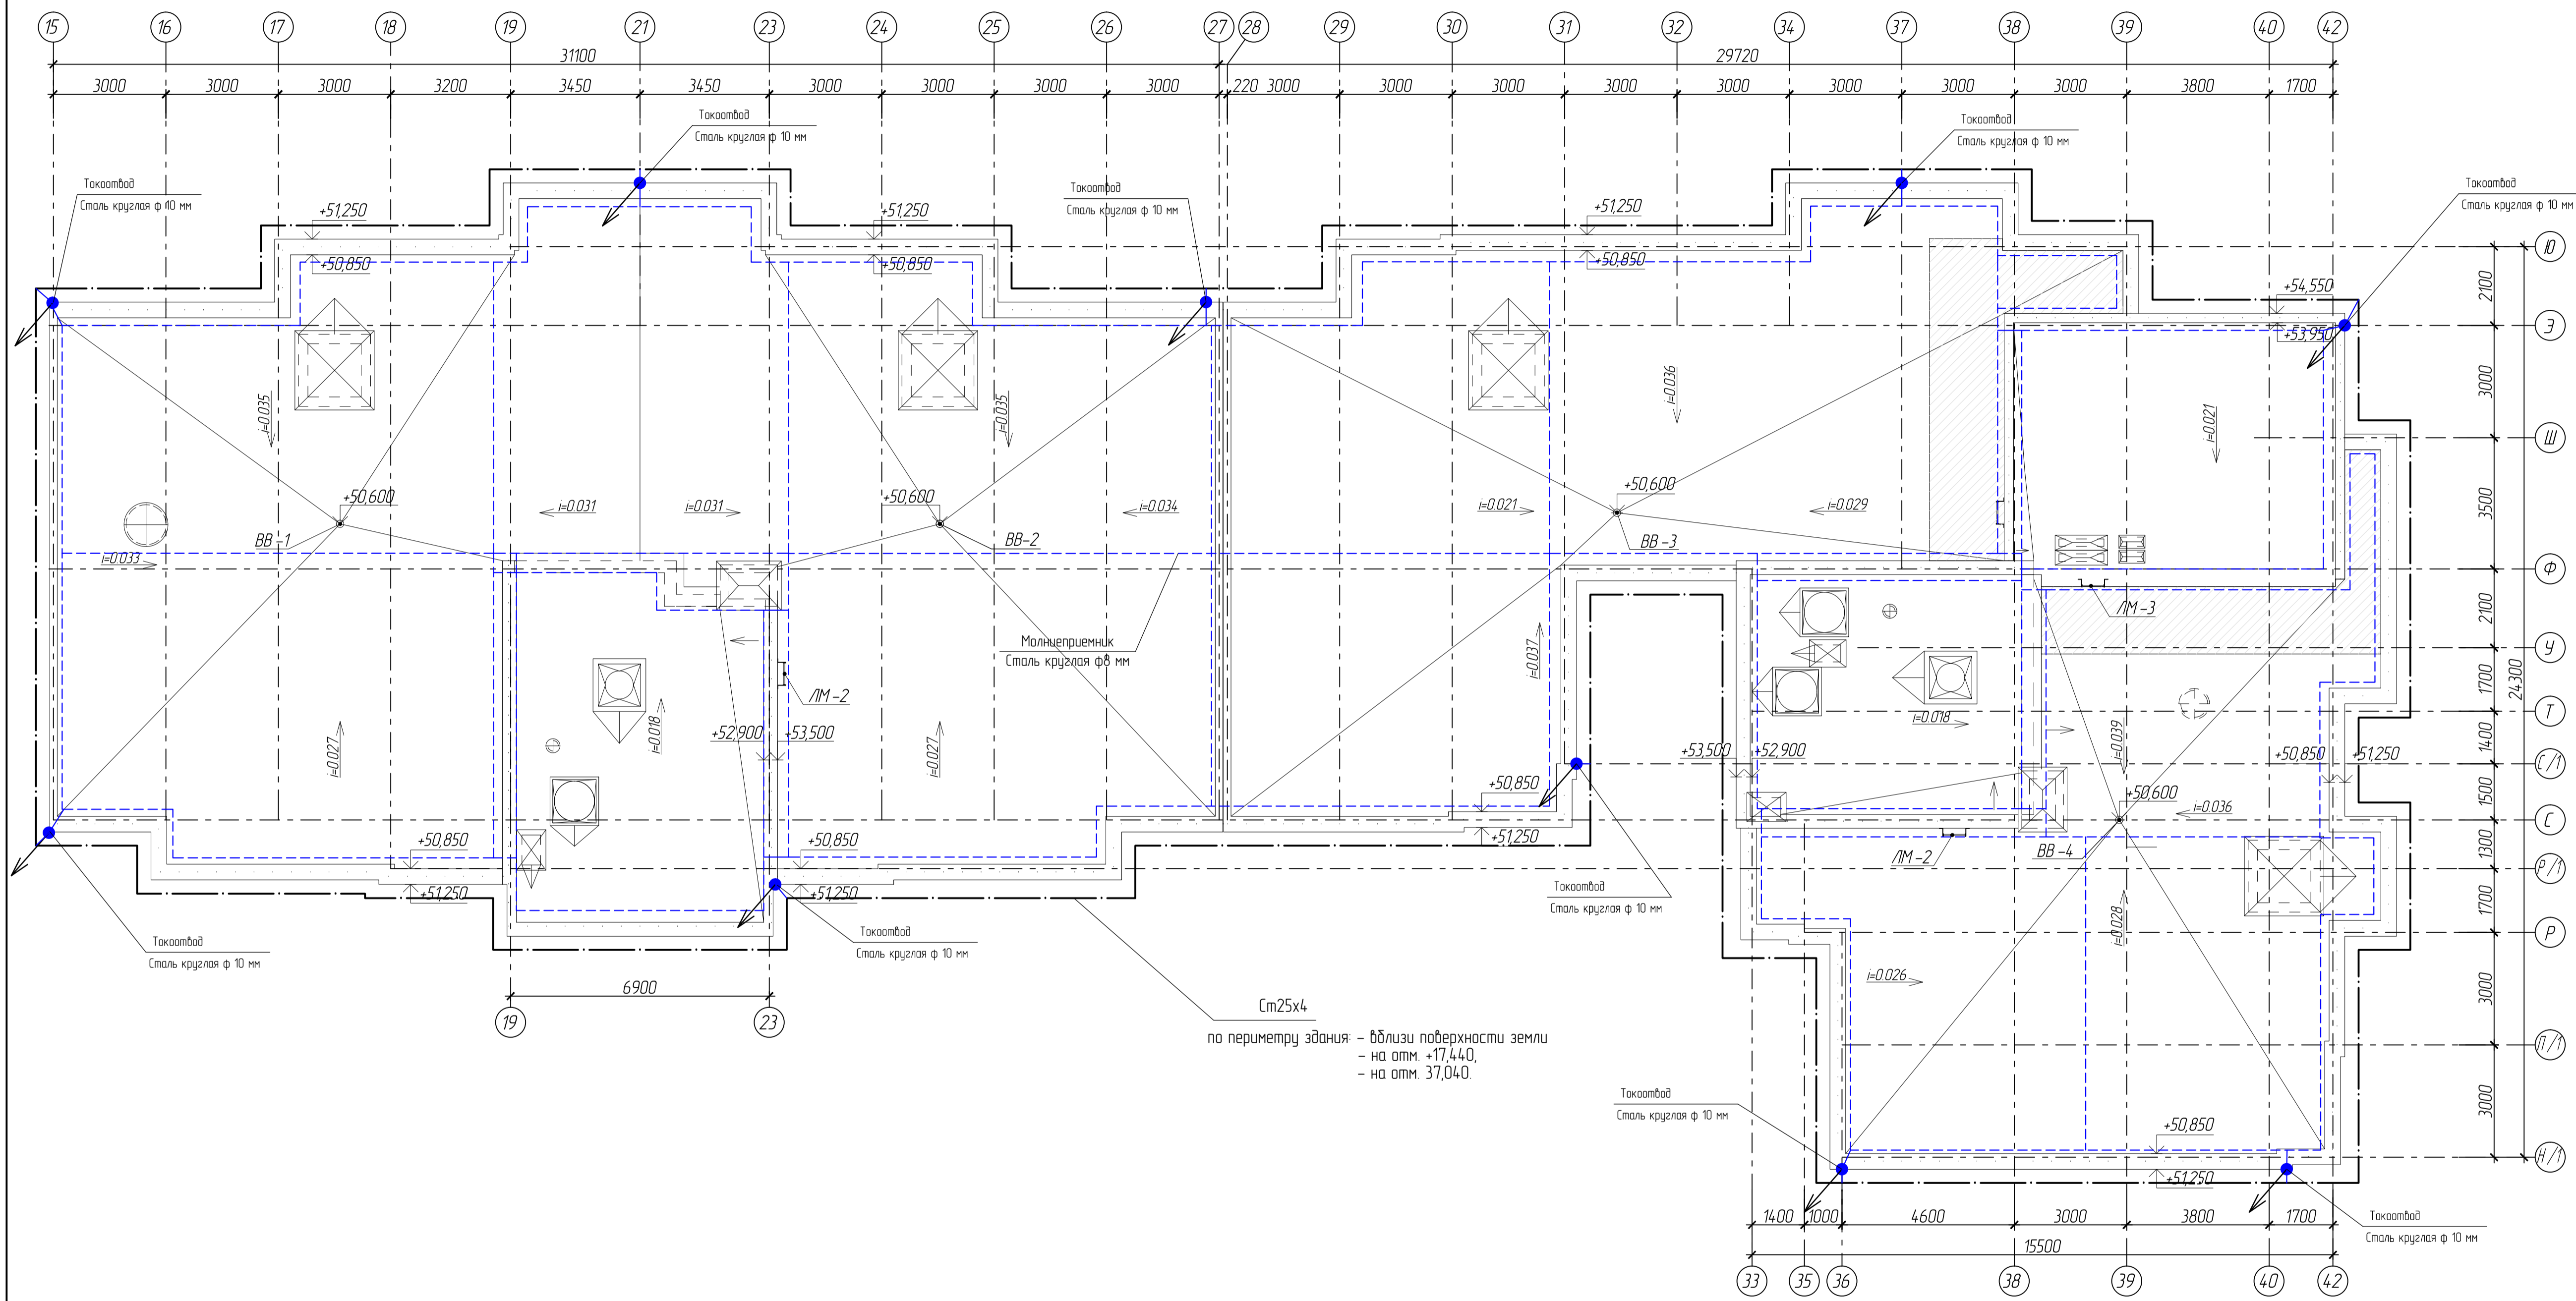 15 16 17 18 19 21 23 24 25 26 27 28 29 30 31 32 34 37 38 39 40 42
31100 29720
3000 3000 3000 3200 3450 3450 3000 3000 3000 3000 220 3000 3000 3000 3000 3000 3000 3000 3000 3800 1700
Токоотвод
Сталь круглая ф 10 мм
Токоотвод
Сталь круглая ф 10 мм
Токоотвод
Сталь круглая ф 10 мм
Токоотвод
Сталь круглая ф 10 мм
Токоотвод
Сталь круглая ф 10 мм
+51,250
+50,850
+51,250
+50,850
+51,250
+50,850
+54,550
+53,950
Ю
2100
Э
3000
Ш
3500
Ф
2100
У
1700
24300
Т
1400
С/1
1500
С
1300
Р/1
1700
Р
3000
П/1
3000
Н/1
i=0.035
i=0.035
i=0.036
i=0.021
+50,600
+50,600
+50,600
i=0.031
i=0.031
i=0.034
i=0.021
i=0.029
ВВ-1
ВВ-2
ВВ-3
i=0.033
ЛМ-3
Молниеприемник
Сталь круглая ф8 мм
i=0.037
ЛМ-2
i=0.027
i=0.018
+52,900
+53,500
i=0.027
i=0.018
+53,500
+52,900
i=0.039
+50,850
+51,250
+50,850
+51,250
+50,600
i=0.036
ЛМ-2
ВВ-4
+50,850
+51,250
+50,850
+51,250
Токоотвод
Сталь круглая ф 10 мм
Токоотвод
Сталь круглая ф 10 мм
Токоотвод
Сталь круглая ф 10 мм
i=0.028
i=0.026
6900
19 23
Ст25х4
по периметру здания: - вблизи поверхности земли
- на отм. +17,440,
- на отм. 37,040.
Токоотвод
Сталь круглая ф 10 мм
+50,850
+51,250
Токоотвод
Сталь круглая ф 10 мм
1400 1000 4600 3000 3800 1700
15500
33 35 36 38 39 40 42